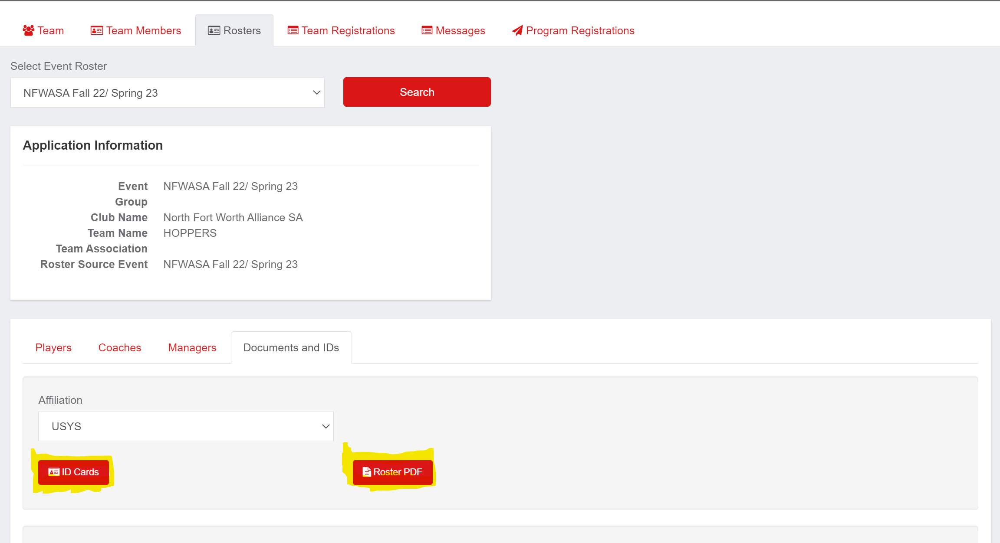 Team Team Members Rosters Team Registrations Messages Program Registrations
Select Event Roster
NFWASA Fall 22/ Spring 23 Search
Application Information
Event NFWASA Fall 22/ Spring 23
Group
Club Name North Fort Worth Alliance SA
Team Name HOPPERS
Team Association
Roster Source Event NFWASA Fall 22/ Spring 23
Players Coaches Managers Documents and IDs
Affiliation
USYS
ID Cards Roster PDF